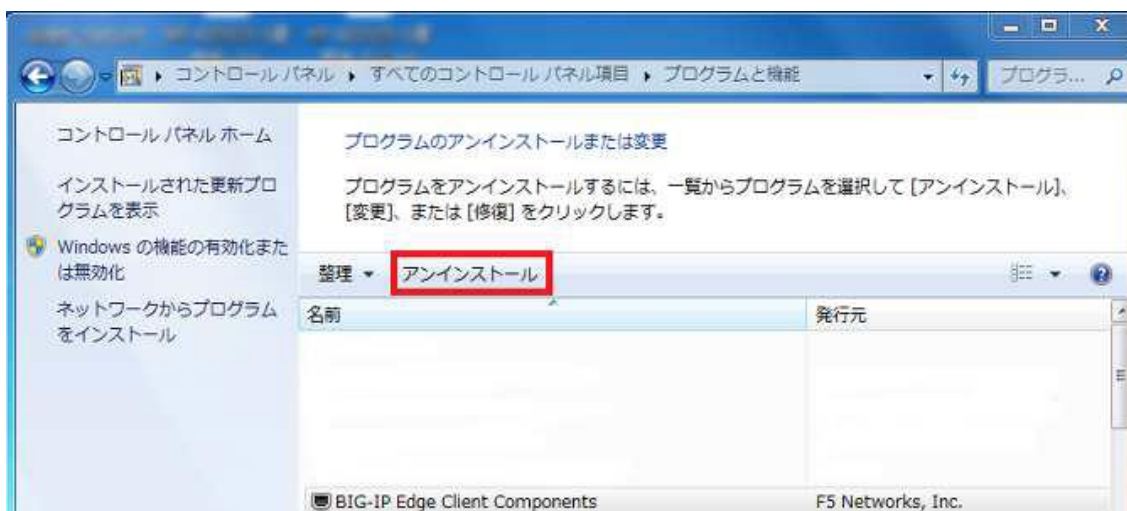 コントロール パネル ▸ すべてのコントロール パネル項目 ▸ プログラムと機能
プログラ...
コントロール パネル ホーム
インストールされた更新プロ
グラムを表示
Windows の機能の有効化また
は無効化
ネットワークからプログラム
をインストール
プログラムのアンインストールまたは変更
プログラムをアンインストールするには、一覧からプログラムを選択して [アンインストール]、
[変更]、または [修復] をクリックします。
整理 アンインストール
名前 発行元
BIG-IP Edge Client Components F5 Networks, Inc.